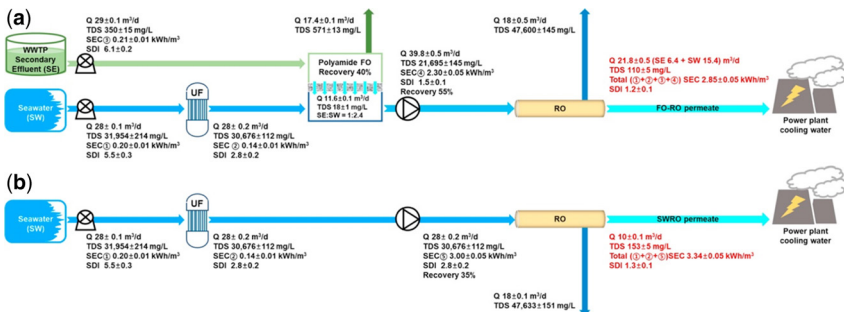 (a)
Q 29±0.1 m³/d
TDS 350±15 mg/L
SEC③ 0.21±0.01 kWh/m³
SDI 6.1±0.2
WWTP
Secondary
Effluent (SE)
Q 17.4±0.1 m³/d
TDS 571±13 mg/L
Polyamide FO
Recovery 40%
Q 11.6±0.1 m³/d
TDS 18±1 mg/L
SE:SW = 1:2.4
Q 39.8±0.5 m³/d
TDS 21,695±145 mg/L
SEC④ 2.30±0.05 kWh/m³
SDI 1.5±0.1
Recovery 55%
Q 18±0.5 m³/d
TDS 47,600±145 mg/L
Q 21.8±0.5 (SE 6.4 + SW 15.4) m³/d
TDS 110±5 mg/L
Total (①+②+③+④) SEC 2.85±0.05 kWh/m³
SDI 1.2±0.1
Seawater
(SW)
UF
RO
FO-RO permeate
Power plant
cooling water
Q 28± 0.1 m³/d
TDS 31,954±214 mg/L
SEC① 0.20±0.01 kWh/m³
SDI 5.5±0.3
Q 28± 0.2 m³/d
TDS 30,676±112 mg/L
SEC ② 0.14±0.01 kWh/m³
SDI 2.8±0.2
(b)
Seawater
(SW)
UF
RO
SWRO permeate
Power plant
cooling water
Q 28± 0.1 m³/d
TDS 31,954±214 mg/L
SEC① 0.20±0.01 kWh/m³
SDI 5.5±0.3
Q 28± 0.2 m³/d
TDS 30,676±112 mg/L
SEC② 0.14±0.01 kWh/m³
SDI 2.8±0.2
Q 28± 0.2 m³/d
TDS 30,676±112 mg/L
SEC⑤ 3.00±0.05 kWh/m³
SDI 2.8±0.2
Recovery 35%
Q 10±0.1 m³/d
TDS 153±5 mg/L
Total (①+②+⑤)SEC 3.34±0.05 kWh/m³
SDI 1.3±0.1
Q 18±0.1 m³/d
TDS 47,633±151 mg/L